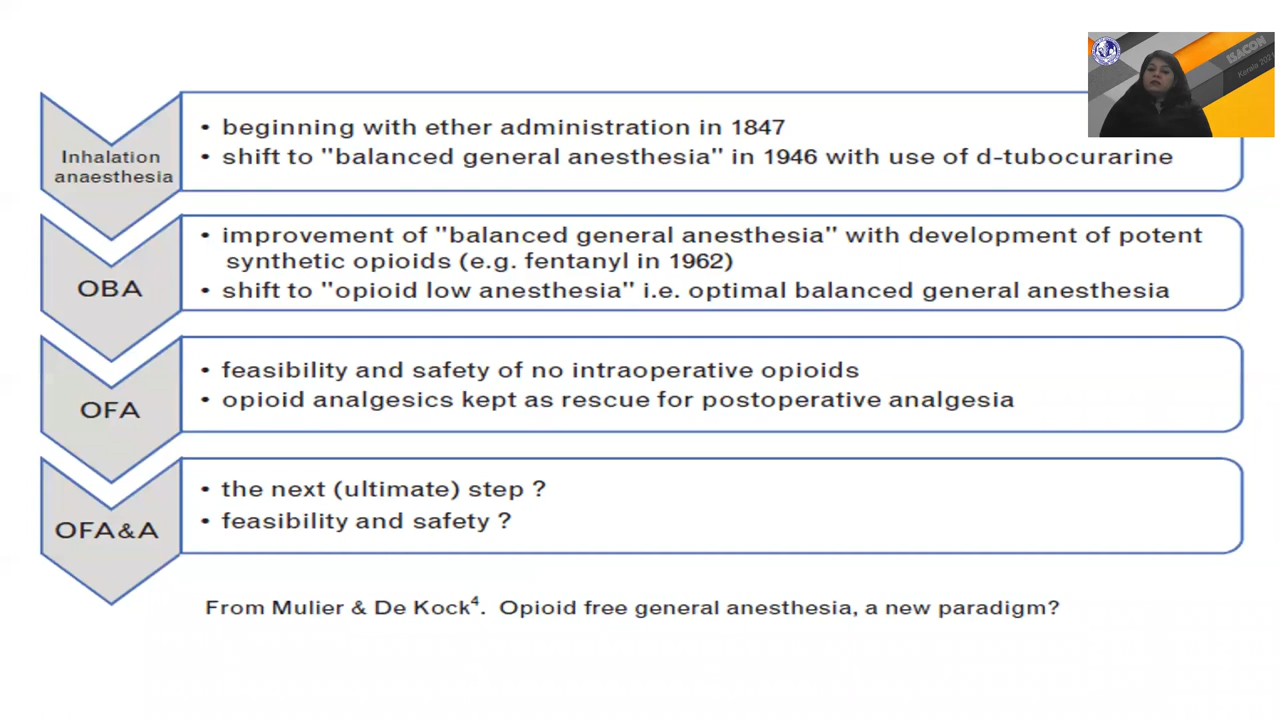 ISACON
Kerala 2021
Inhalation
anaesthesia
• beginning with ether administration in 1847
• shift to "balanced general anesthesia" in 1946 with use of d-tubocurarine
OBA
• improvement of "balanced general anesthesia" with development of potent
synthetic opioids (e.g. fentanyl in 1962)
• shift to "opioid low anesthesia" i.e. optimal balanced general anesthesia
OFA
• feasibility and safety of no intraoperative opioids
• opioid analgesics kept as rescue for postoperative analgesia
OFA&A
• the next (ultimate) step ?
• feasibility and safety ?
From Mulier & De Kock⁴. Opioid free general anesthesia, a new paradigm?